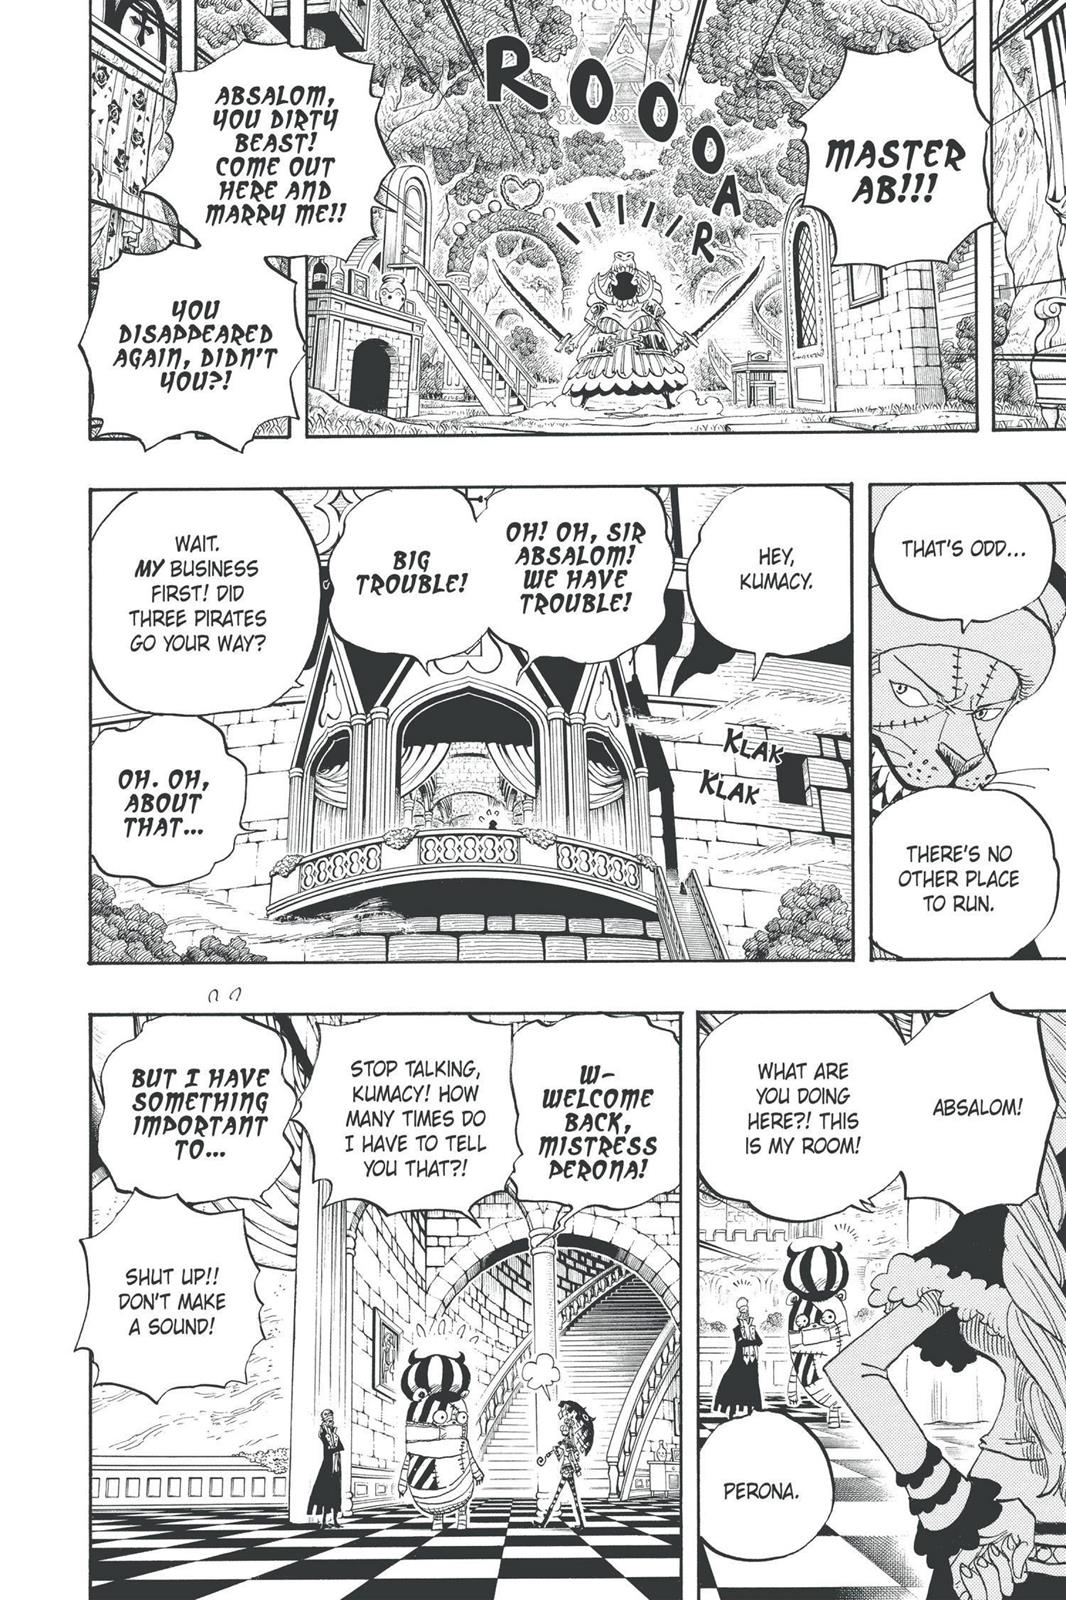 MASTER
AB!!!
ROOOAR
ABSALOM,
YOU DIRTY
BEAST!
COME OUT
HERE AND
MARRY ME!!
YOU
DISAPPEARED
AGAIN, DIDN'T
YOU?!
THAT'S ODD...
THERE'S NO
OTHER PLACE
TO RUN.
HEY,
KUMACY.
OH! OH, SIR
ABSALOM!
WE HAVE
TROUBLE!
BIG
TROUBLE!
WAIT.
MY BUSINESS
FIRST! DID
THREE PIRATES
GO YOUR WAY?
OH. OH,
ABOUT
THAT...
KLAK
KLAK
ABSALOM!
WHAT ARE
YOU DOING
HERE?! THIS
IS MY ROOM!
PERONA.
W-
WELCOME
BACK,
MISTRESS
PERONA!
STOP TALKING,
KUMACY! HOW
MANY TIMES DO
I HAVE TO TELL
YOU THAT?!
BUT I HAVE
SOMETHING
IMPORTANT
TO...
SHUT UP!!
DON'T MAKE
A SOUND!